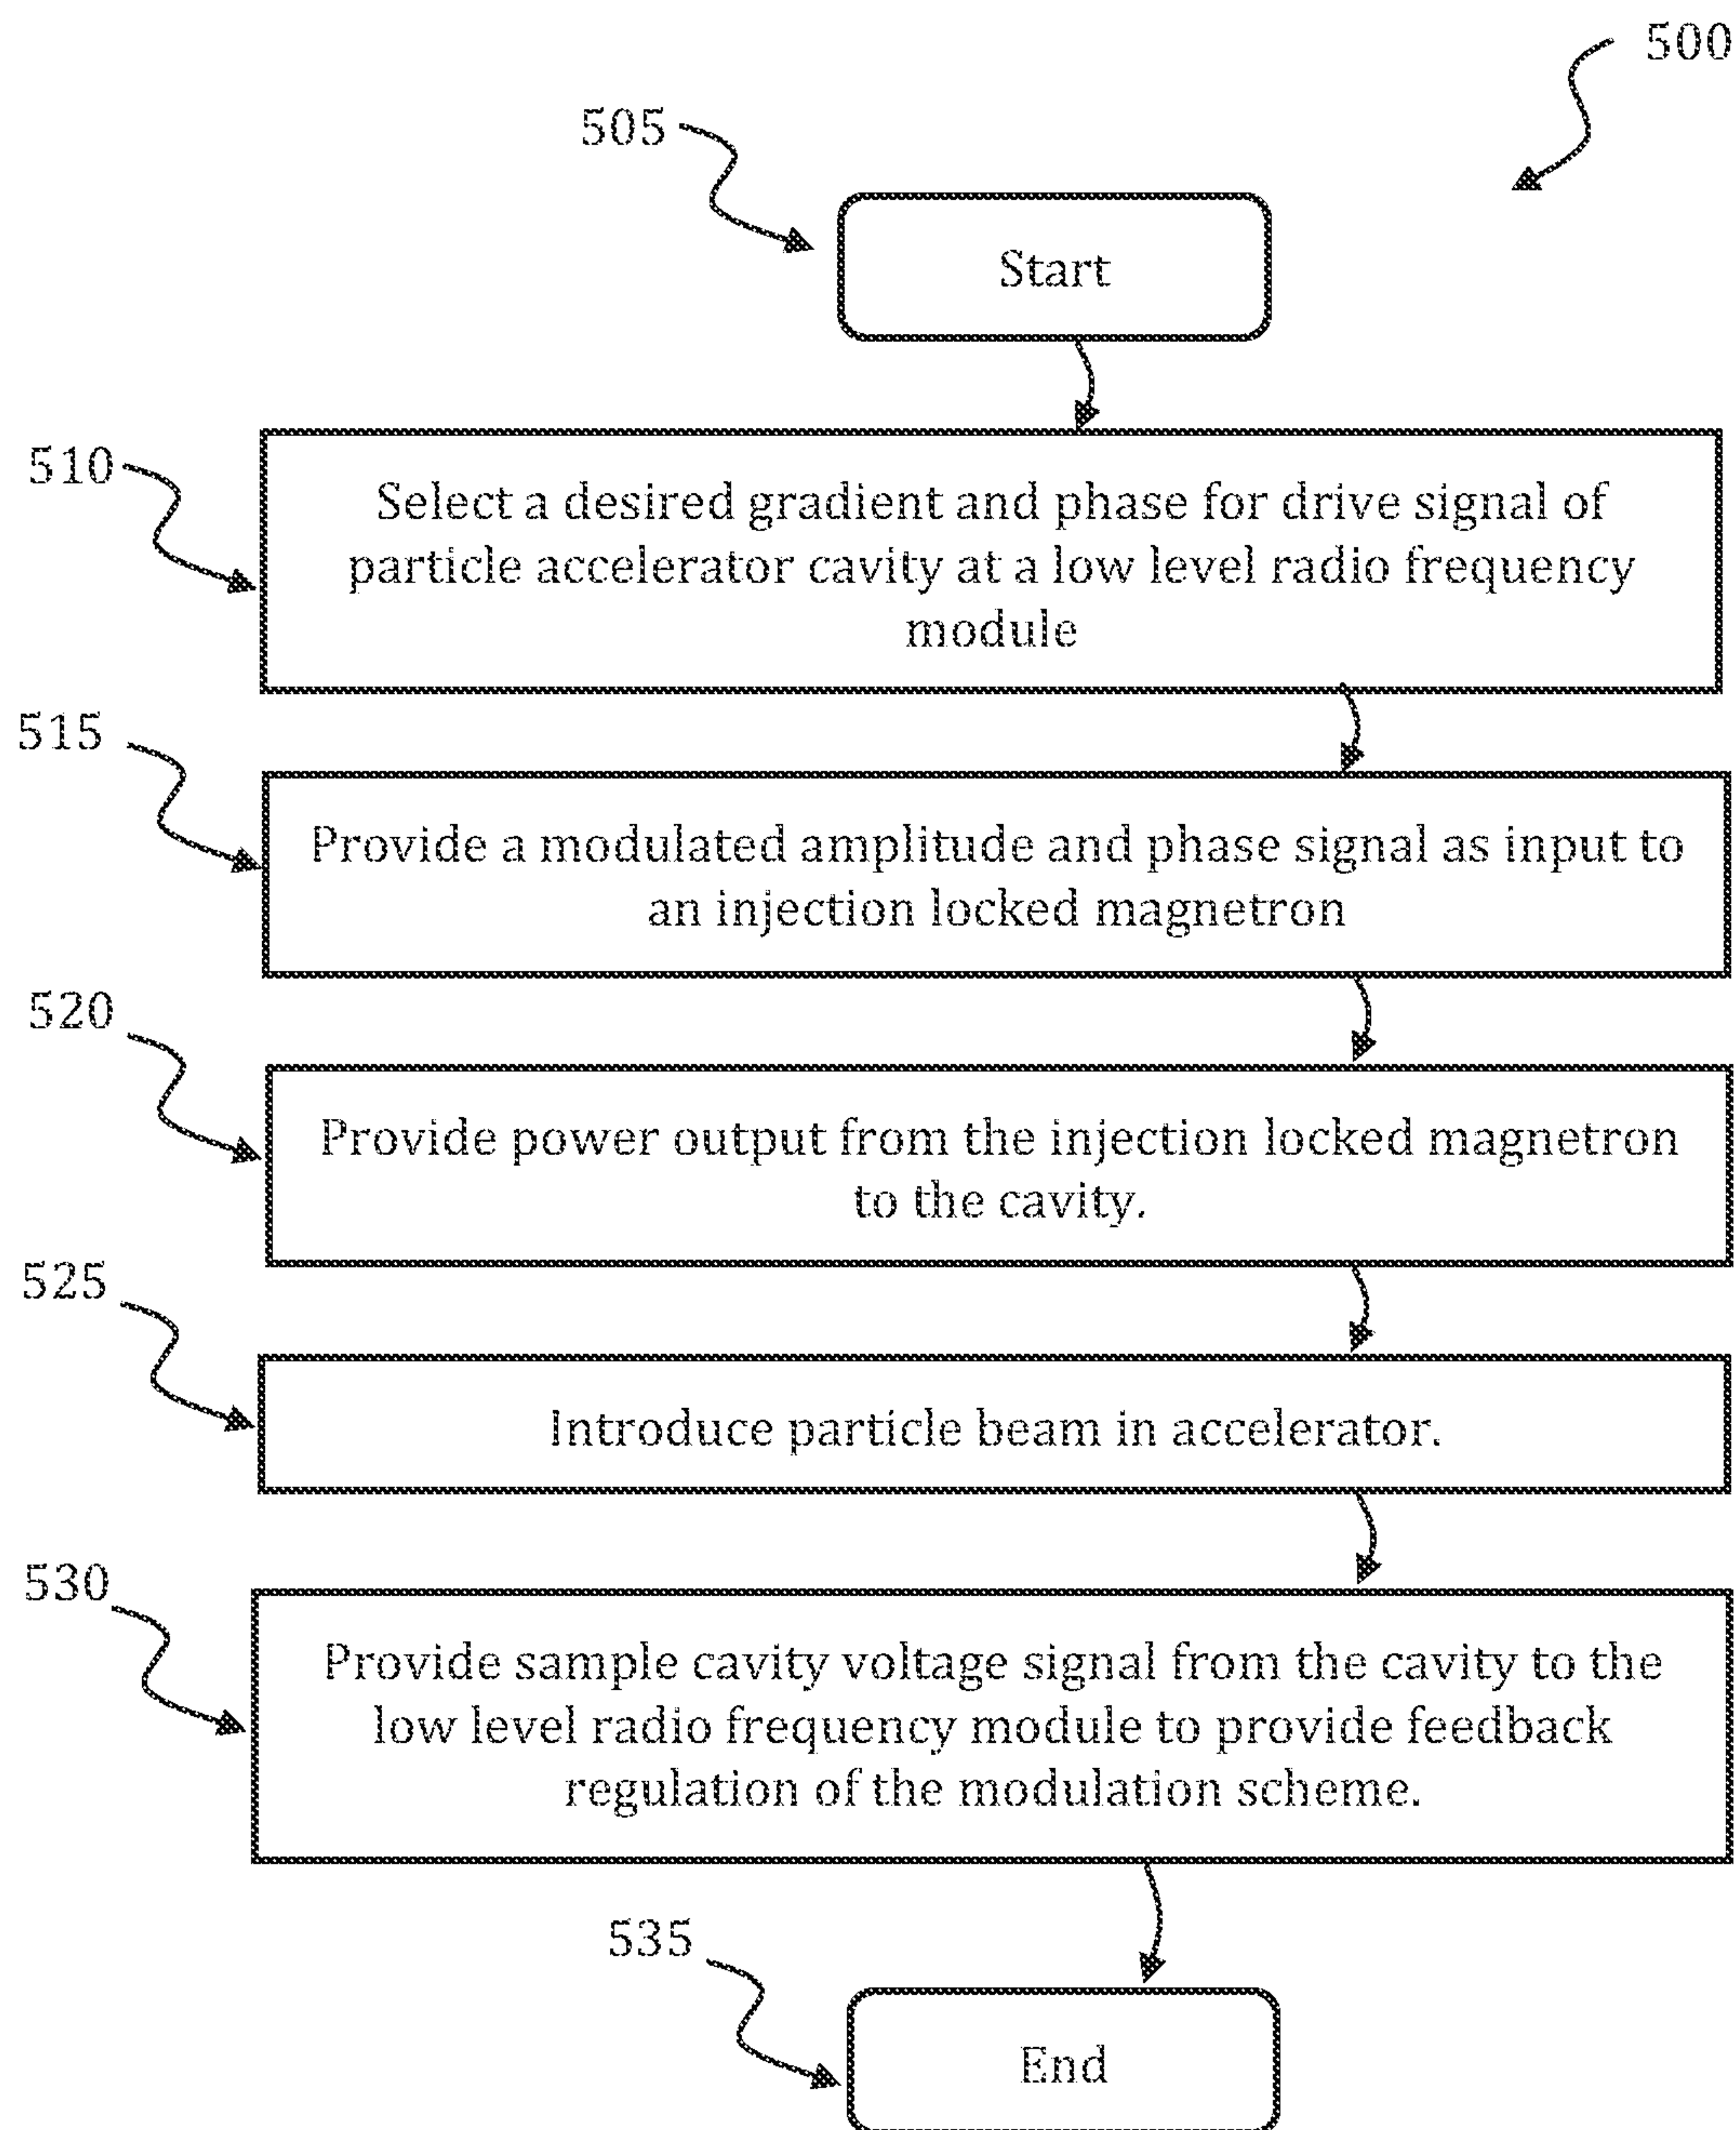 500
505
Start
510
Select a desired gradient and phase for drive signal of
particle accelerator cavity at a low level radio frequency
module
515
Provide a modulated amplitude and phase signal as input to
an injection locked magnetron
520
Provide power output from the injection locked magnetron
to the cavity.
525
Introduce particle beam in accelerator.
530
Provide sample cavity voltage signal from the cavity to the
low level radio frequency module to provide feedback
regulation of the modulation scheme.
535
End